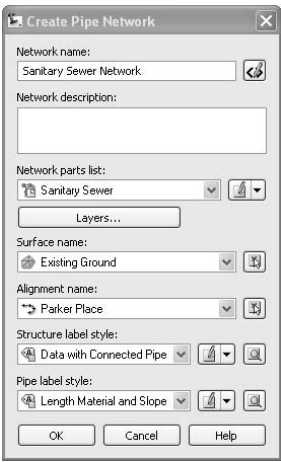 Create Pipe Network
Network name:
Sanitary Sewer Network
Network description:
Network parts list:
Sanitary Sewer
Layers...
Surface name:
Existing Ground
Alignment name:
Parker Place
Structure label style:
Data with Connected Pipe
Pipe label style:
Length Material and Slope
OK Cancel Help